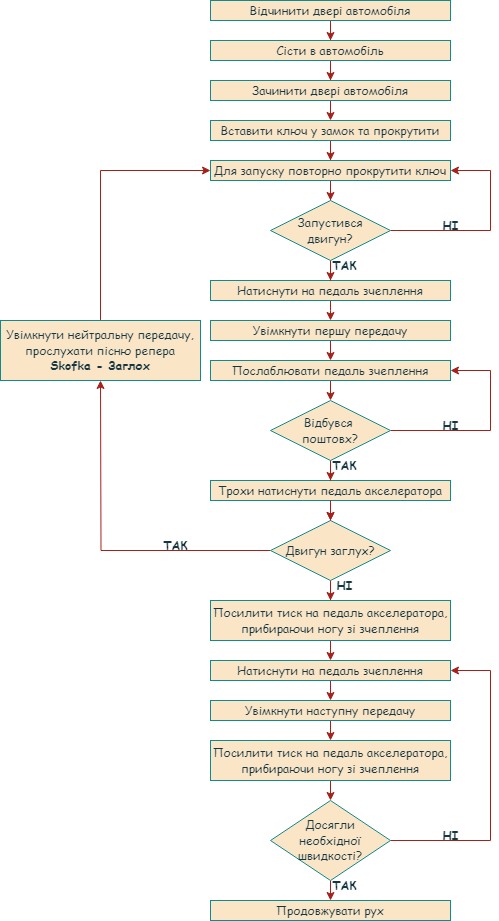 Відчинити двері автомобіля
Сісти в автомобіль
Зачинити двері автомобіля
Вставити ключ у замок та прокрутити
Для запуску повторно прокрутити ключ
Запустився
двигун?
НІ
ТАК
Натиснути на педаль зчеплення
Увімкнути нейтральну передачу,
прослухати пісню репера
Skofka - Заглох
Увімкнути першу передачу
Послаблювати педаль зчеплення
Відбувся
поштовх?
НІ
ТАК
Трохи натиснути педаль акселератора
Двигун заглух?
ТАК
НІ
Посилити тиск на педаль акселератора,
прибираючи ногу зі зчеплення
Натиснути на педаль зчеплення
Увімкнути наступну передачу
Посилити тиск на педаль акселератора,
прибираючи ногу зі зчеплення
Досягли
необхідної
швидкості?
НІ
ТАК
Продовжувати рух